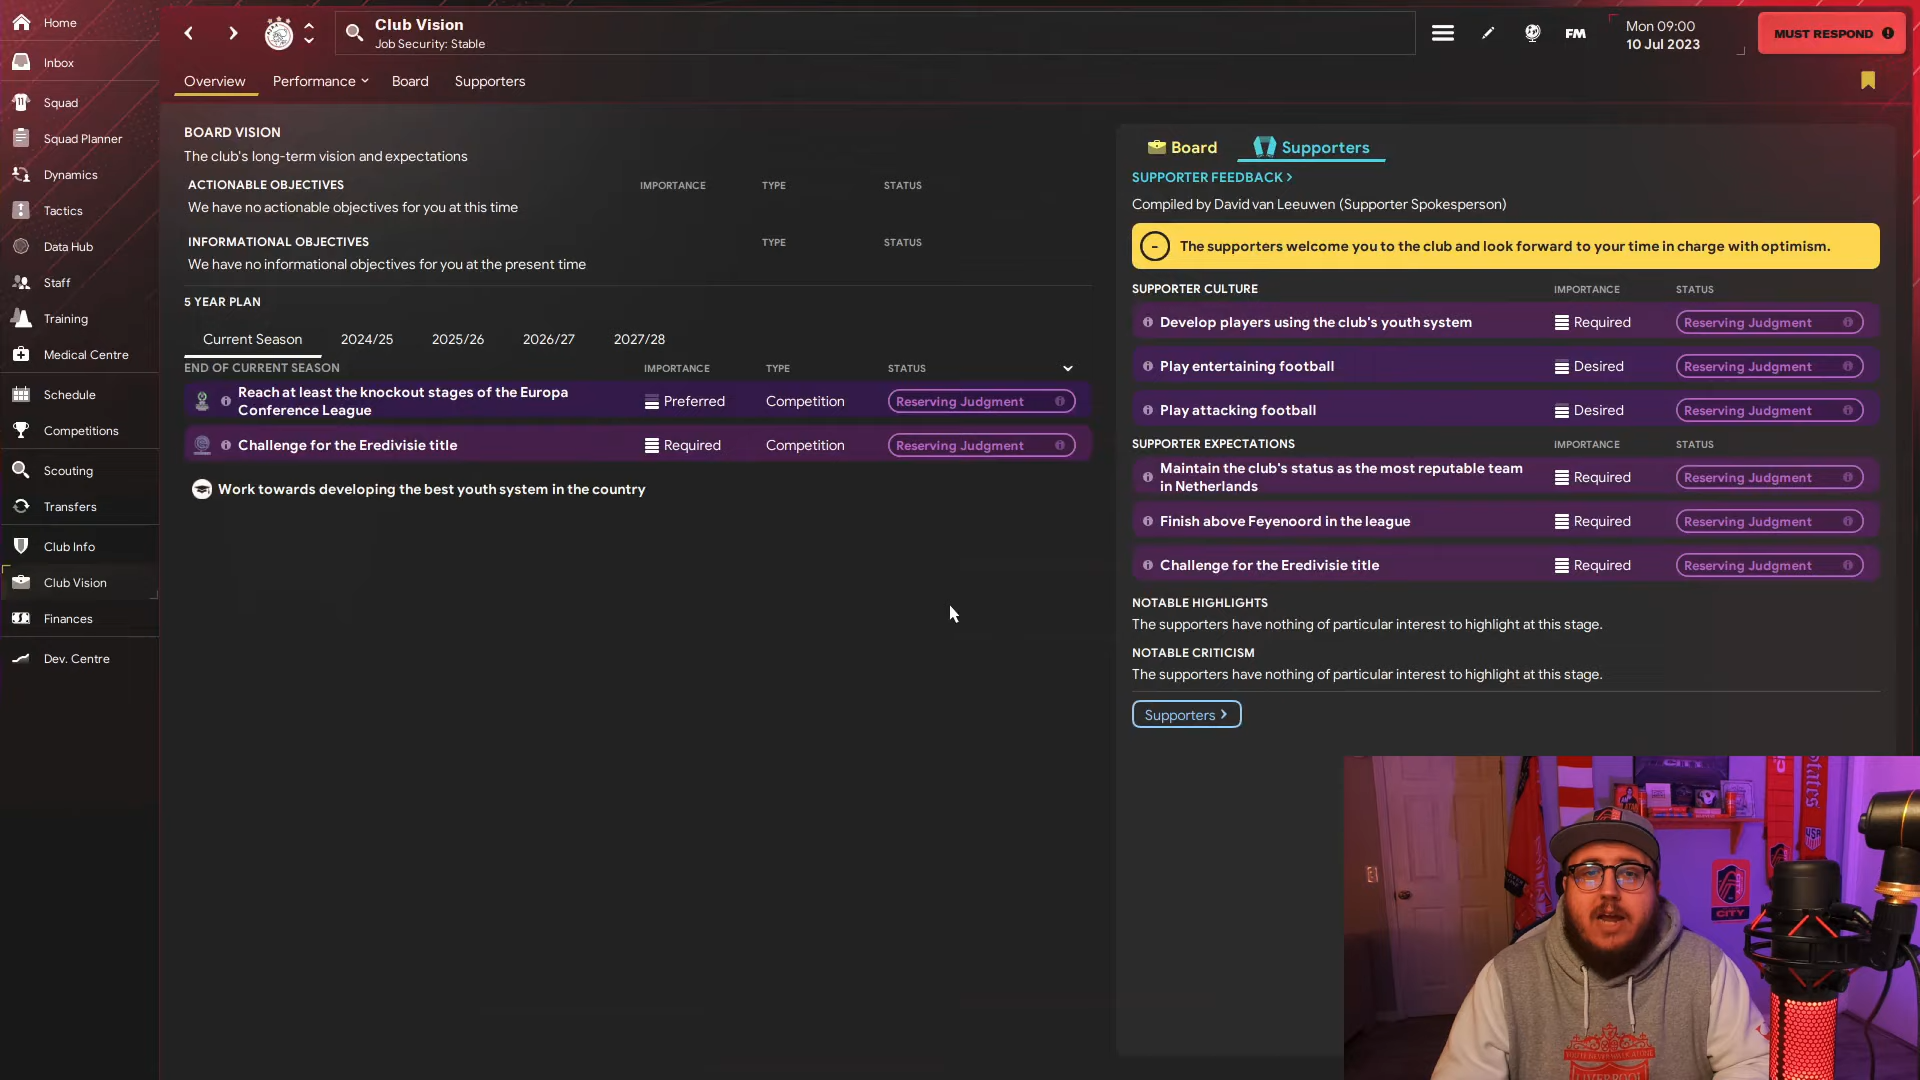 Home
Inbox
Squad
Squad Planner
Dynamics
Tactics
Data Hub
Staff
Training
Medical Centre
Schedule
Competitions
Scouting
Transfers
Club Info
Club Vision
Finances
Dev. Centre
Club Vision
Job Security: Stable
FM
Mon 09:00
10 Jul 2023
MUST RESPOND
Overview
Performance
Board
Supporters
BOARD VISION
The club's long-term vision and expectations
ACTIONABLE OBJECTIVES IMPORTANCE TYPE STATUS
We have no actionable objectives for you at this time
INFORMATIONAL OBJECTIVES TYPE STATUS
We have no informational objectives for you at the present time
5 YEAR PLAN
Current Season 2024/25 2025/26 2026/27 2027/28
END OF CURRENT SEASON IMPORTANCE TYPE STATUS
Reach at least the knockout stages of the Europa
Conference League Preferred Competition Reserving Judgment
Challenge for the Eredivisie title Required Competition Reserving Judgment
Work towards developing the best youth system in the country
Board Supporters
SUPPORTER FEEDBACK >
Compiled by David van Leeuwen (Supporter Spokesperson)
- The supporters welcome you to the club and look forward to your time in charge with optimism.
SUPPORTER CULTURE IMPORTANCE STATUS
Develop players using the club's youth system Required Reserving Judgment
Play entertaining football Desired Reserving Judgment
Play attacking football Desired Reserving Judgment
SUPPORTER EXPECTATIONS IMPORTANCE STATUS
Maintain the club's status as the most reputable team
in Netherlands Required Reserving Judgment
Finish above Feyenoord in the league Required Reserving Judgment
Challenge for the Eredivisie title Required Reserving Judgment
NOTABLE HIGHLIGHTS
The supporters have nothing of particular interest to highlight at this stage.
NOTABLE CRITICISM
The supporters have nothing of particular interest to highlight at this stage.
Supporters >
CITY
CITY
USA
CITY
LIVERPOOL